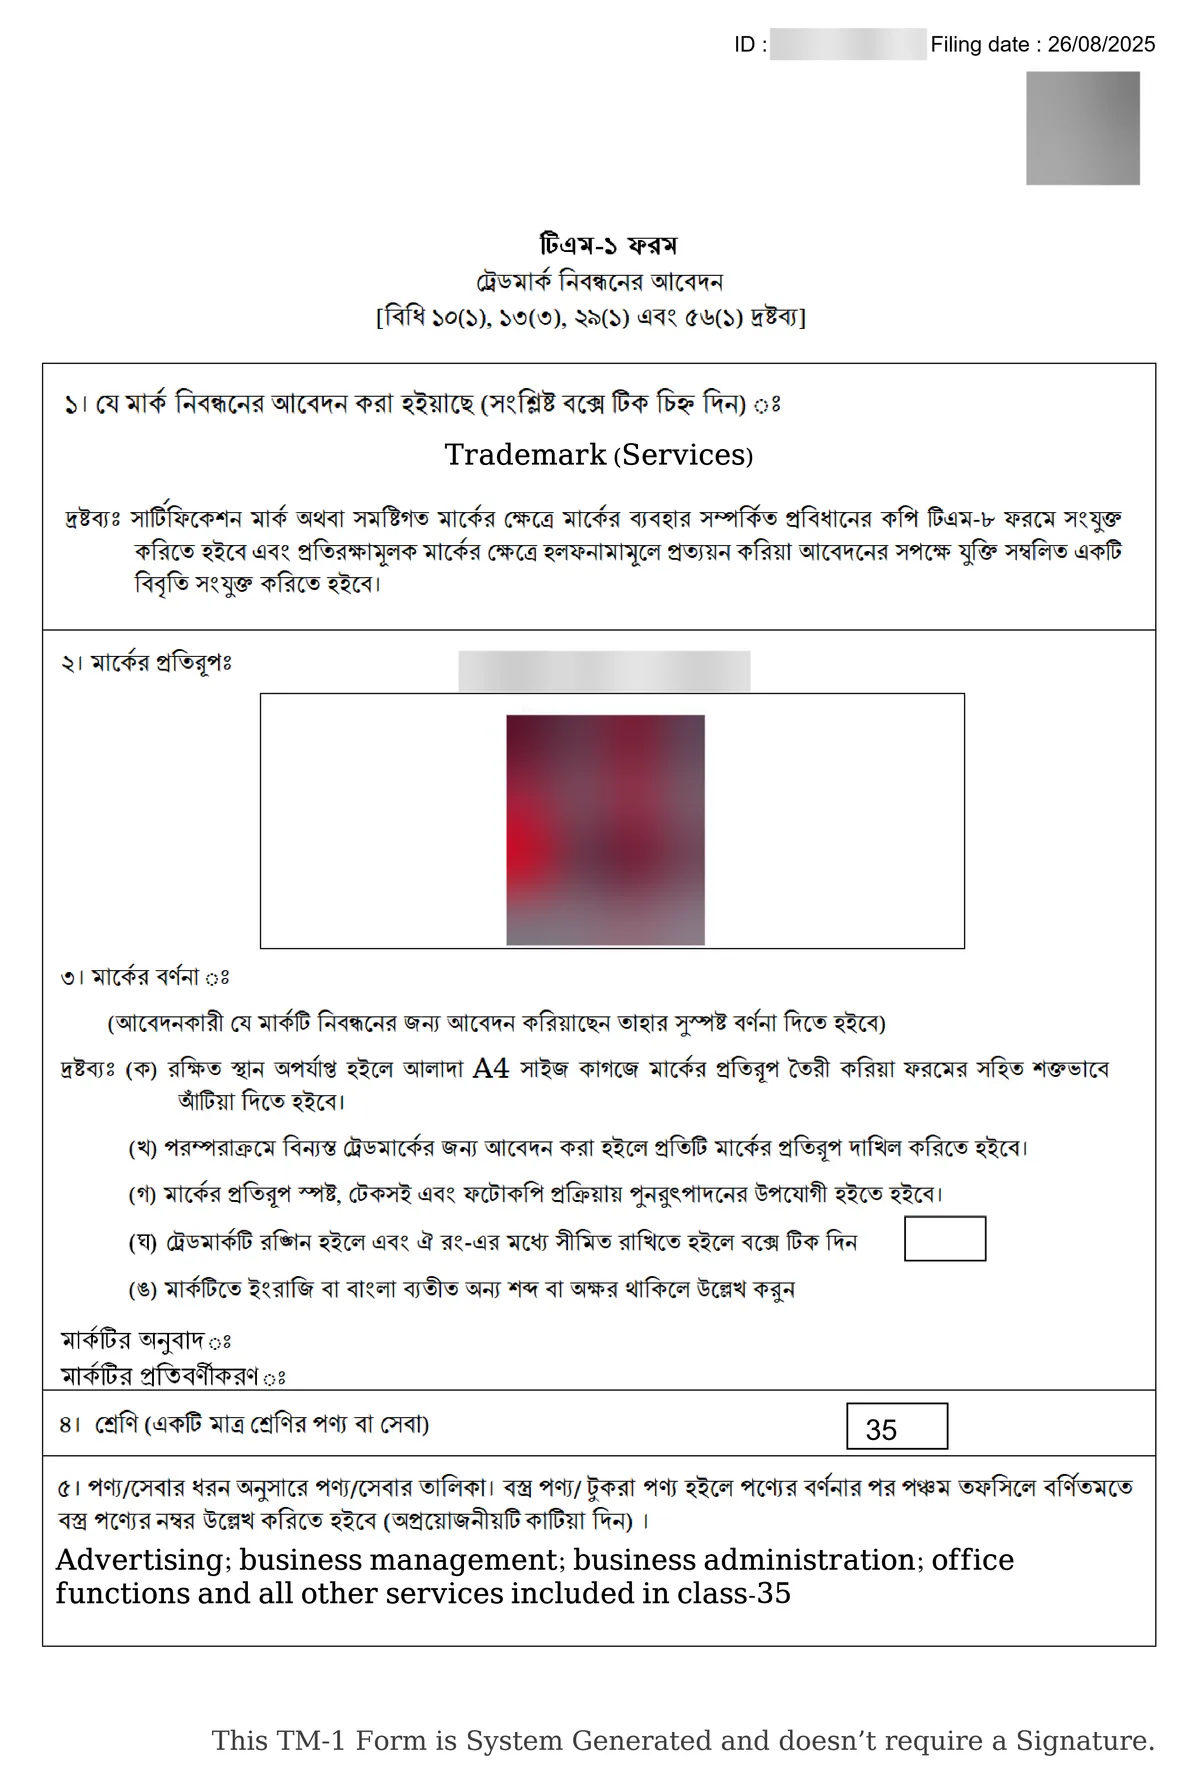 ID : Filing date : 26/08/2025
টিএম-১ ফরম
ট্রেডমার্ক নিবন্ধনের আবেদন
[বিধি ১০(১), ১৩(৩), ২৯(১) এবং ৫৬(১) দ্রষ্টব্য]
১। যে মার্ক নিবন্ধনের আবেদন করা হইয়াছে (সংশ্লিষ্ট বক্সে টিক চিহ্ন দিন) ঃ
Trademark (Services)
দ্রষ্টব্যঃ সার্টিফিকেশন মার্ক অথবা সমষ্টিগত মার্কের ক্ষেত্রে মার্কের ব্যবহার সম্পর্কিত প্রবিধানের কপি টিএম-৮ ফরমে সংযুক্ত
করিতে হইবে এবং প্রতিরক্ষামূলক মার্কের ক্ষেত্রে হলফনামামূলে প্রত্যয়ন করিয়া আবেদনের সপক্ষে যুক্তি সম্বলিত একটি
বিবৃতি সংযুক্ত করিতে হইবে।
২। মার্কের প্রতিরূপঃ
৩। মার্কের বর্ণনা ঃ
(আবেদনকারী যে মার্কটি নিবন্ধনের জন্য আবেদন করিয়াছেন তাহার সুস্পষ্ট বর্ণনা দিতে হইবে)
দ্রষ্টব্যঃ (ক) রক্ষিত স্থান অপর্যাপ্ত হইলে আলাদা A4 সাইজ কাগজে মার্কের প্রতিরূপ তৈরী করিয়া ফরমের সহিত শক্তভাবে
আঁটিয়া দিতে হইবে।
(খ) পরম্পরাক্রমে বিন্যস্ত ট্রেডমার্কের জন্য আবেদন করা হইলে প্রতিটি মার্কের প্রতিরূপ দাখিল করিতে হইবে।
(গ) মার্কের প্রতিরূপ স্পষ্ট, টেকসই এবং ফটোকপি প্রক্রিয়ায় পুনরুৎপাদনের উপযোগী হইতে হইবে।
(ঘ) ট্রেডমার্কটি রঙ্গিন হইলে এবং ঐ রং-এর মধ্যে সীমিত রাখিতে হইলে বক্সে টিক দিন
(ঙ) মার্কটিতে ইংরাজি বা বাংলা ব্যতীত অন্য শব্দ বা অক্ষর থাকিলে উল্লেখ করুন
মার্কটির অনুবাদ ঃ
মার্কটির প্রতিবর্ণীকরণ ঃ
৪। শ্রেণি (একটি মাত্র শ্রেণির পণ্য বা সেবা) 35
৫। পণ্য/সেবার ধরন অনুসারে পণ্য/সেবার তালিকা। বস্ত্র পণ্য/ টুকরা পণ্য হইলে পণ্যের বর্ণনার পর পঞ্চম তফসিলে বর্ণিতমতে
বস্ত্র পণ্যের নম্বর উল্লেখ করিতে হইবে (অপ্রয়োজনীয়টি কাটিয়া দিন) ।
Advertising; business management; business administration; office
functions and all other services included in class-35
This TM-1 Form is System Generated and doesn’t require a Signature.